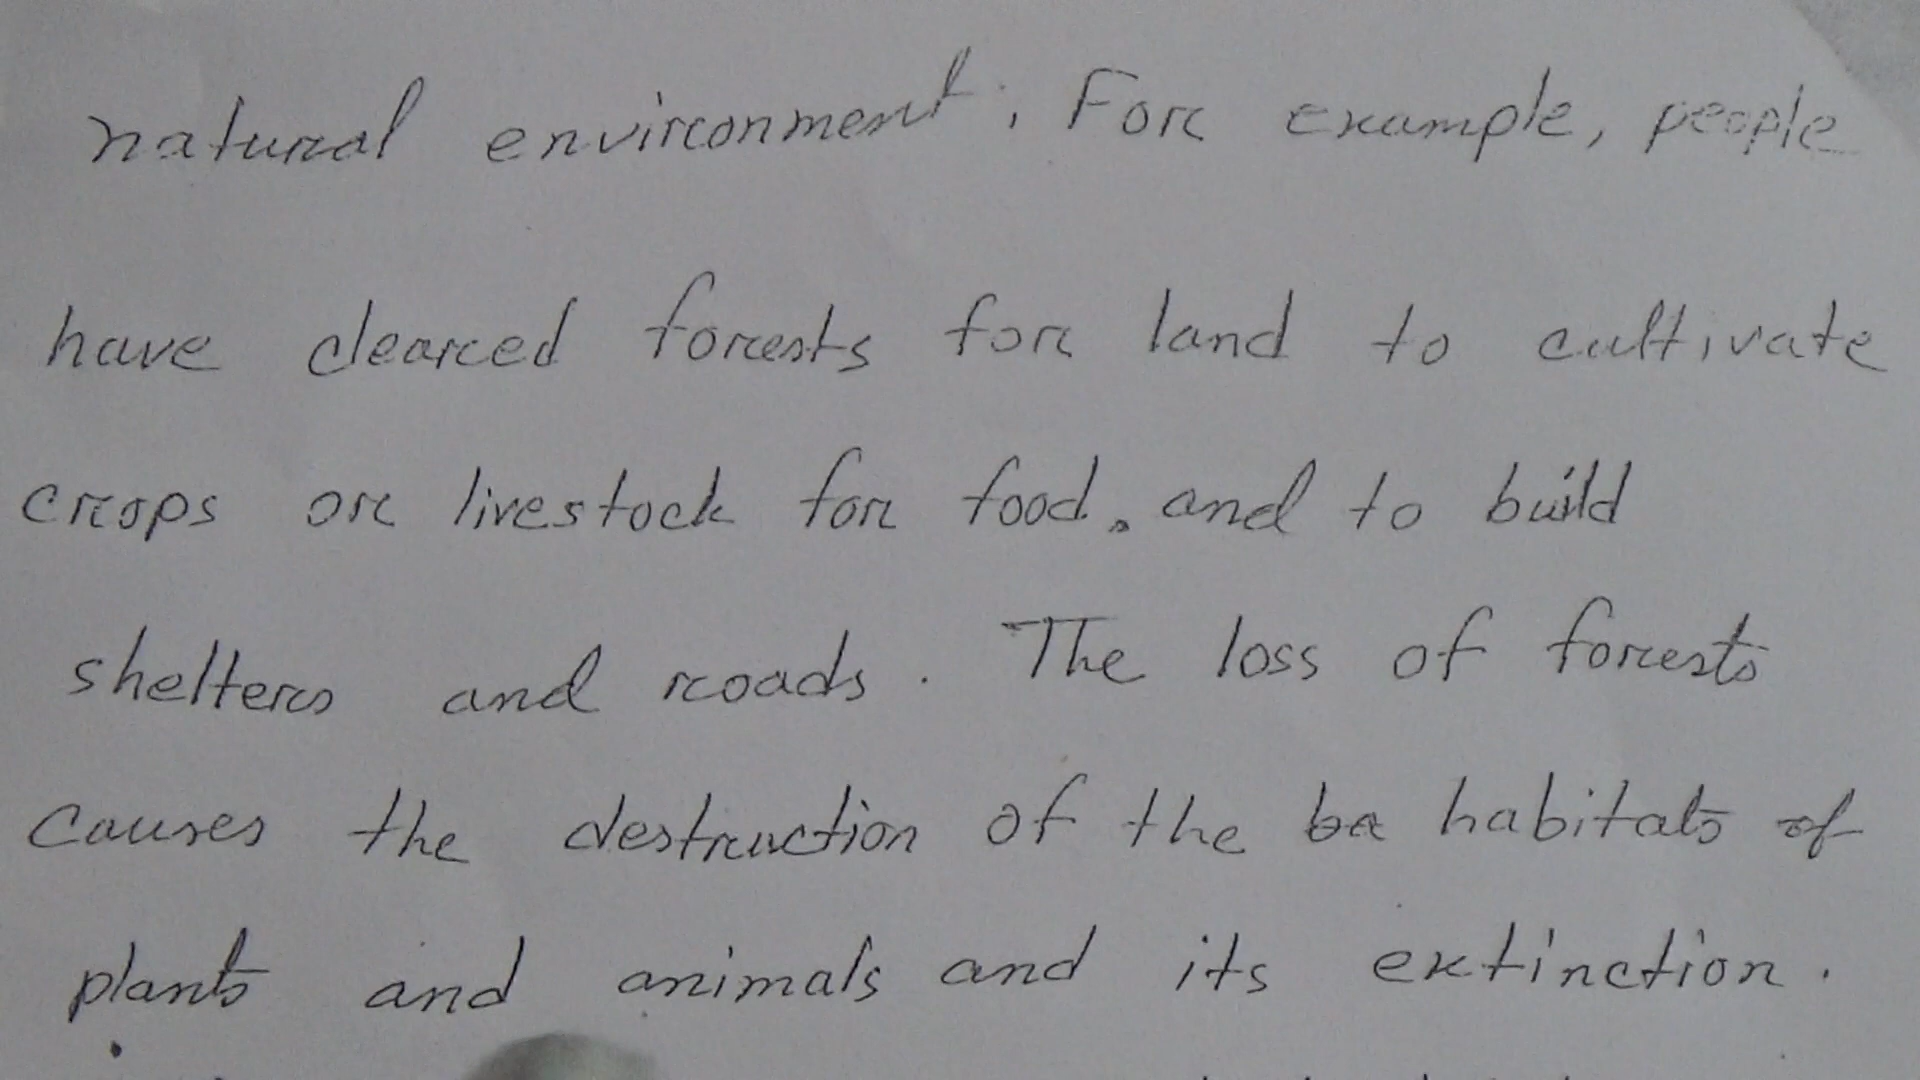 natural environment. For example, people
have cleared forests for land to cultivate
crops or livestock for food. and to build
shelters and roads. The loss of forests
causes the destruction of the ba habitats of
plants and animals and its extinction.